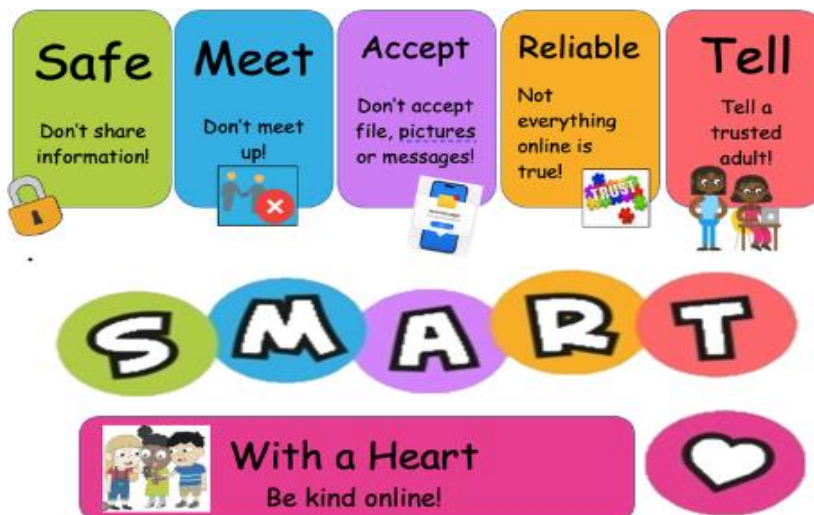 Safe
Don't share
information!
Meet
Don't meet
up!
Accept
Don't accept
file, pictures
or messages!
Reliable
Not
everything
online is
true!
TRUST
Tell
Tell a
trusted
adult!
SMART
With a Heart
Be kind online!